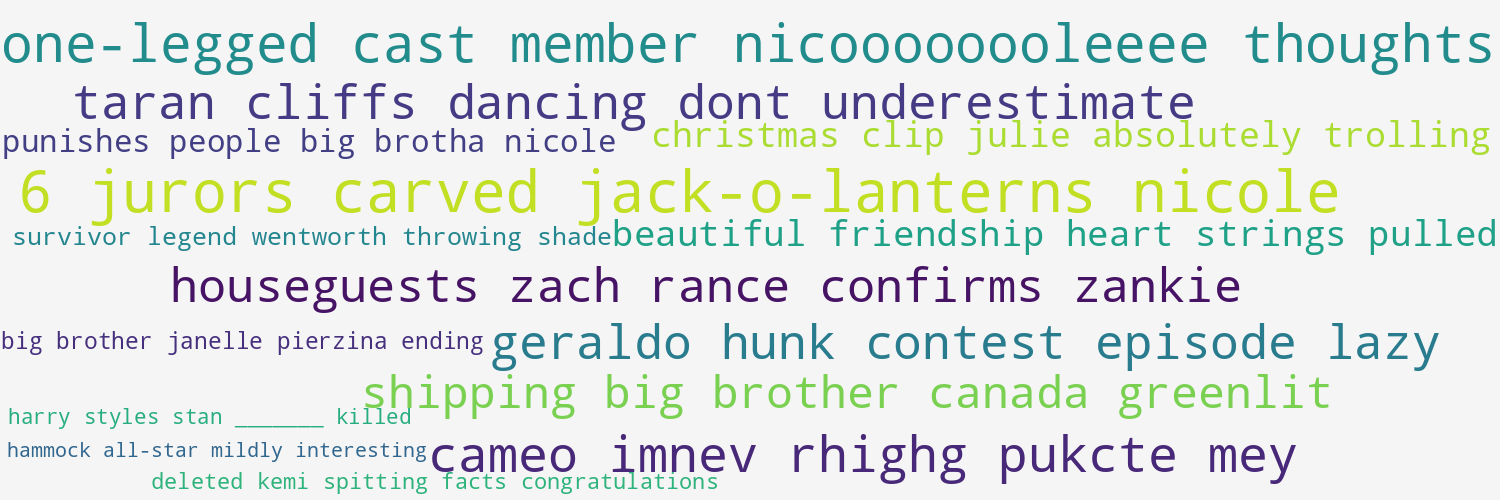 one-legged cast member nicoooooooleeee thoughts
taran cliffs dancing dont underestimate
punishes people big brotha nicole
christmas clip julie absolutely trolling
6 jurors carved jack-o-lanterns nicole
survivor legend wentworth throwing shade
beautiful friendship heart strings pulled
houseguests zach rance confirms zankie
big brother janelle pierzina ending
geraldo hunk contest episode lazy
shipping big brother canada greenlit
harry styles stan _______ killed
hammock all-star mildly interesting
cameo imnev rhighg pukcte mey
deleted kemi spitting facts congratulations